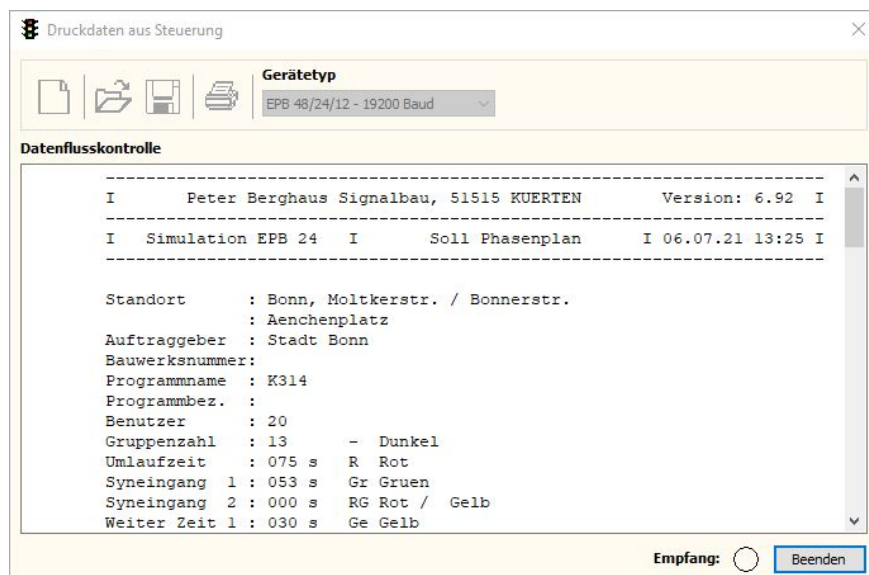 Druckdaten aus Steuerung
Gerätetyp
EPB 48/24/12 - 19200 Baud
Datenflusskontrolle
-----------------------------------------------------------------------------
I        Peter Berghaus Signalbau, 51515 KUERTEN        Version: 6.92  I
-----------------------------------------------------------------------------
I   Simulation EPB 24   I       Soll Phasenplan      I 06.07.21 13:25 I
-----------------------------------------------------------------------------
Standort      : Bonn, Moltkerstr. / Bonnerstr.
              : Aenchenplatz
Auftraggeber  : Stadt Bonn
Bauwerksnummer:
Programmname  : K314
Programmbez.  :
Benutzer      : 20
Gruppenzahl   : 13      -  Dunkel
Umlaufzeit    : 075 s   R  Rot
Syneingang  1 : 053 s   Gr Gruen
Syneingang  2 : 000 s   RG Rot /  Gelb
Weiter Zeit 1 : 030 s   Ge Gelb
Empfang:
Beenden